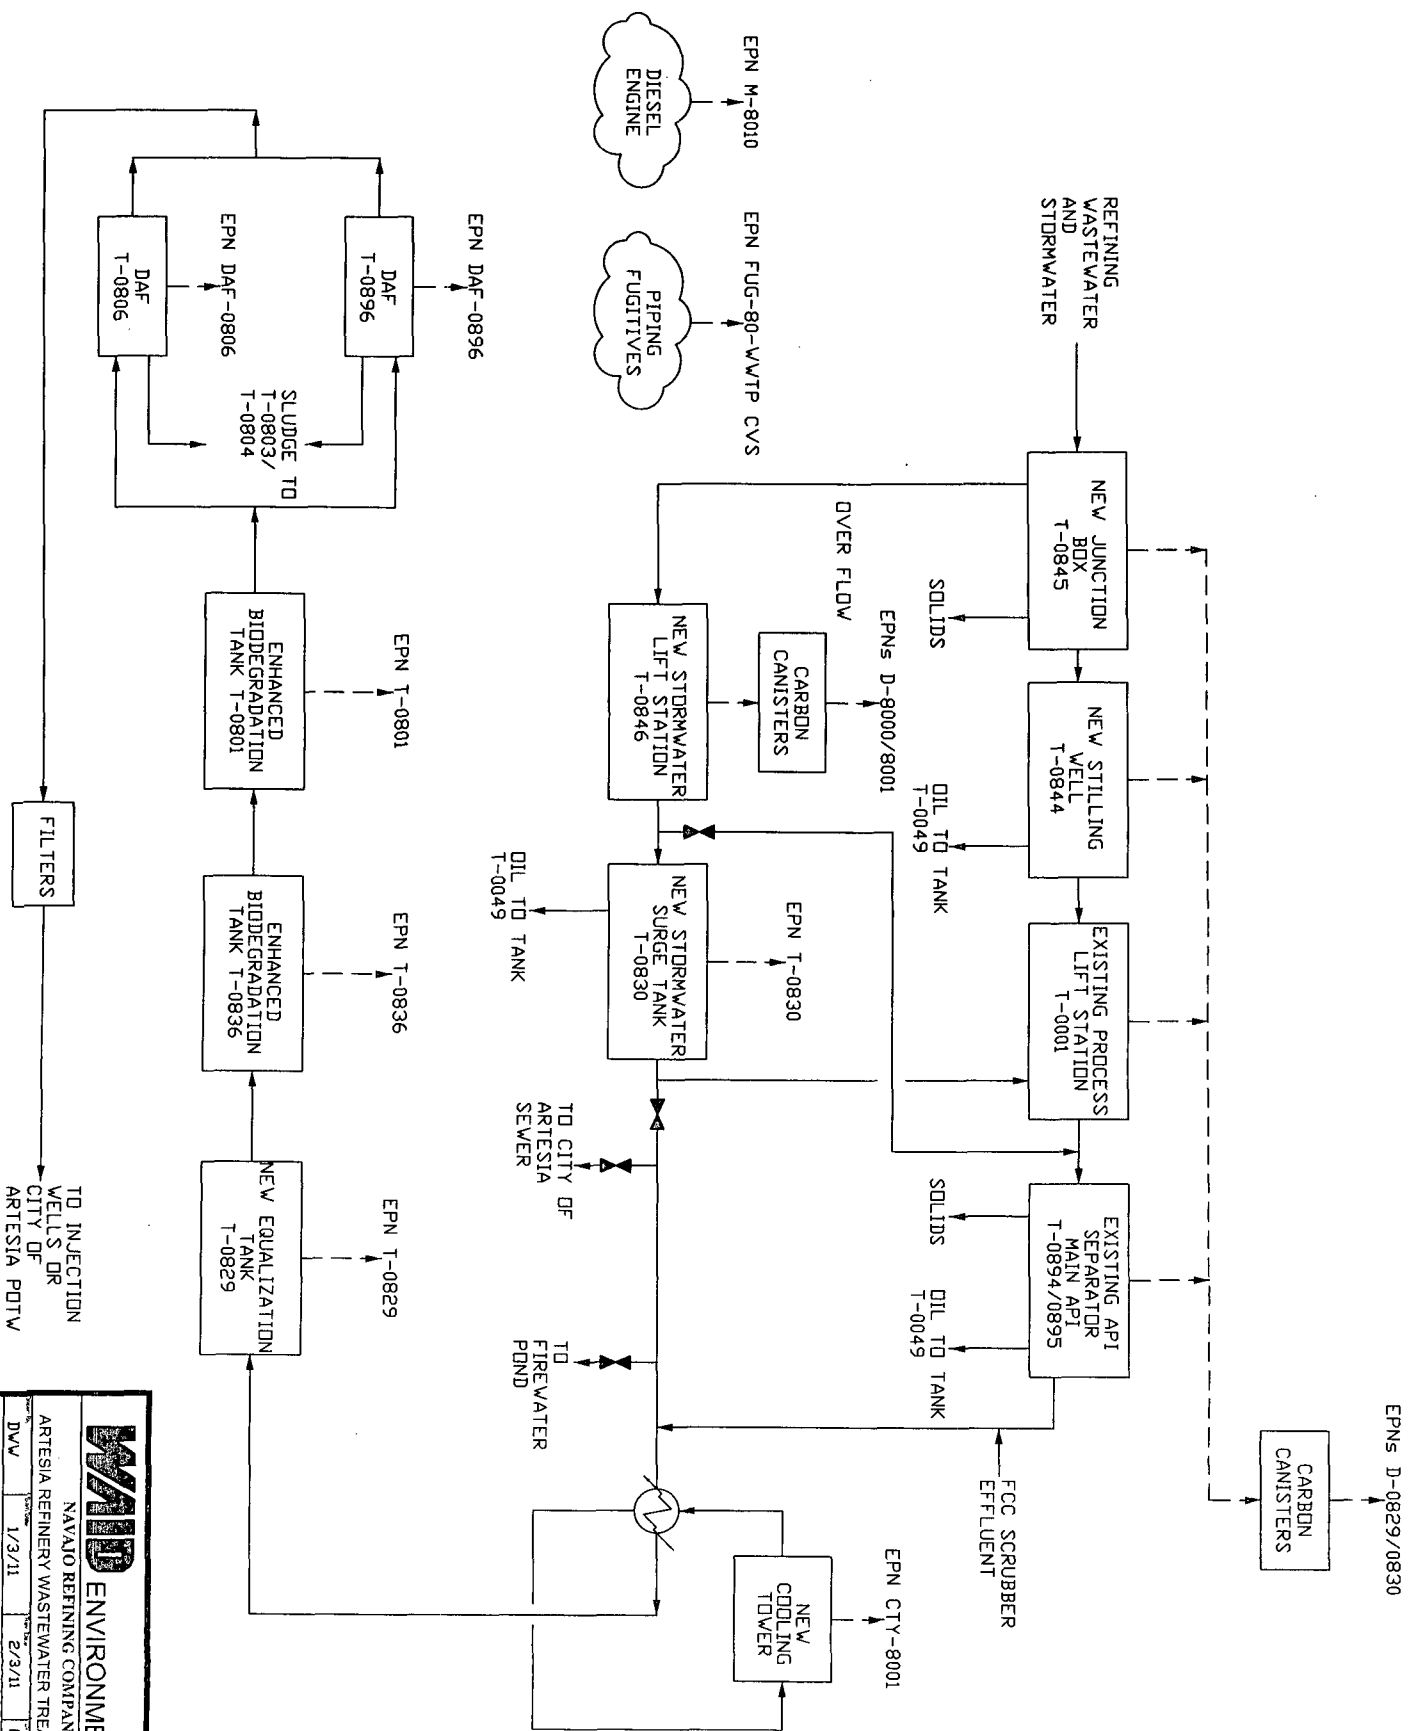 EPNs D-0829/0830
CARBON
CANISTERS
REFINING
WASTEWATER
AND
STORMWATER
NEW JUNCTION
BOX
T-0845
SOLIDS
NEW STILLING
WELL
T-0844
OIL TO TANK
T-0049
EXISTING PROCESS
LIFT STATION
T-0001
EXISTING API
SEPARATOR
MAIN API
T-0894/0895
SOLIDS
OIL TO TANK
T-0049
FCC SCRUBBER
EFFLUENT
OVER FLOW
EPNs D-8000/8001
CARBON
CANISTERS
NEW STORMWATER
LIFT STATION
T-0846
EPN T-0830
NEW STORMWATER
SURGE TANK
T-0830
OIL TO TANK
T-0049
TO CITY OF
ARTESIA
SEWER
TO
FIREWATER
POND
EPN CTY-8001
NEW
COOLING
TOWER
EPN M-8010
DIESEL
ENGINE
EPN FUG-80-WWTP CVS
PIPING
FUGITIVES
EPN DAF-0896
DAF
T-0896
EPN DAF-0806
DAF
T-0806
SLUDGE TO
T-0803/
T-0804
EPN T-0801
ENHANCED
BIODEGRADATION
TANK T-0801
EPN T-0836
ENHANCED
BIODEGRADATION
TANK T-0836
EPN T-0829
NEW EQUALIZATION
TANK
T-0829
FILTERS
TO INJECTION
WELLS OR
CITY OF
ARTESIA POTW
WAID ENVIRONME
NAVAJO REFINING COMPAN
ARTESIA REFINERY WASTEWATER TREA
DWW
1/3/11
2/3/11